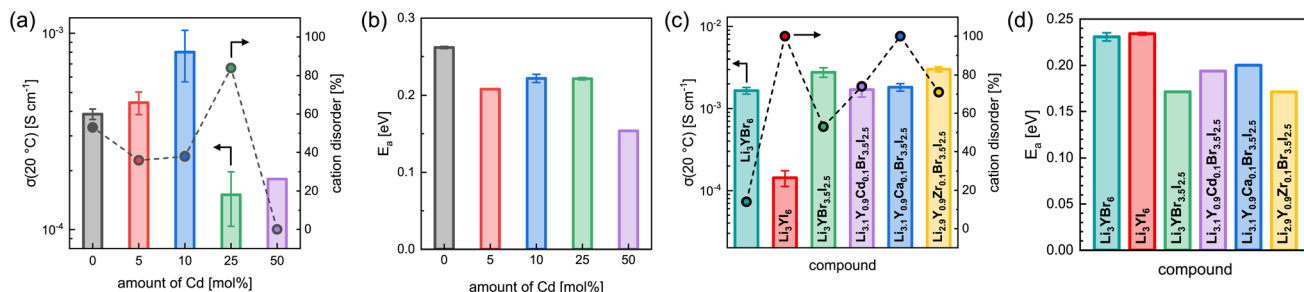 (a)
σ(20 °C) [S cm⁻¹]
10⁻³
10⁻⁴
100
80
60
40
20
0
cation disorder [%]
0 5 10 25 50
amount of Cd [mol%]
(b)
Eₐ [eV]
0.3
0.2
0.1
0.0
0 5 10 25 50
amount of Cd [mol%]
(c)
σ(20 °C) [S cm⁻¹]
10⁻²
10⁻³
10⁻⁴
Li₃YBr₆
Li₃YI₆
Li₃YBr₃.₅I₂.₅
Li₃.₁Y₀.₉Cd₀.₁Br₃.₅I₂.₅
Li₃.₁Y₀.₉Ca₀.₁Br₃.₅I₂.₅
Li₂.₉Y₀.₉Zr₀.₁Br₃.₅I₂.₅
100
80
60
40
20
0
cation disorder [%]
compound
(d)
Eₐ [eV]
0.25
0.20
0.15
0.10
0.05
0.00
Li₃YBr₆
Li₃YI₆
Li₃YBr₃.₅I₂.₅
Li₃.₁Y₀.₉Cd₀.₁Br₃.₅I₂.₅
Li₃.₁Y₀.₉Ca₀.₁Br₃.₅I₂.₅
Li₂.₉Y₀.₉Zr₀.₁Br₃.₅I₂.₅
compound